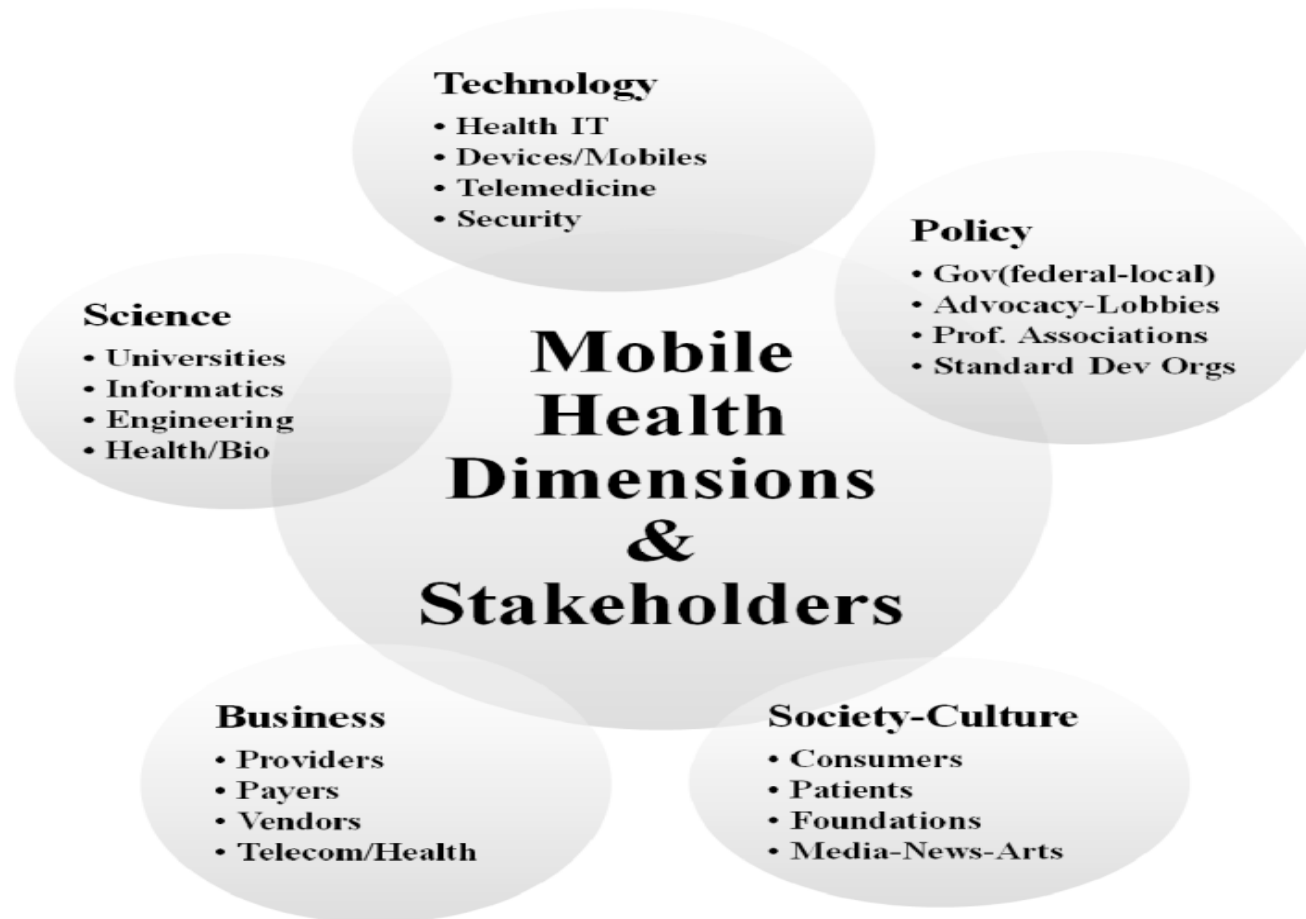 Technology
• Health IT
• Devices/Mobiles
• Telemedicine
• Security
Policy
• Gov(federal-local)
• Advocacy-Lobbies
• Prof. Associations
• Standard Dev Orgs
Science
• Universities
• Informatics
• Engineering
• Health/Bio
Mobile
Health
Dimensions
&
Stakeholders
Business
• Providers
• Payers
• Vendors
• Telecom/Health
Society-Culture
• Consumers
• Patients
• Foundations
• Media-News-Arts